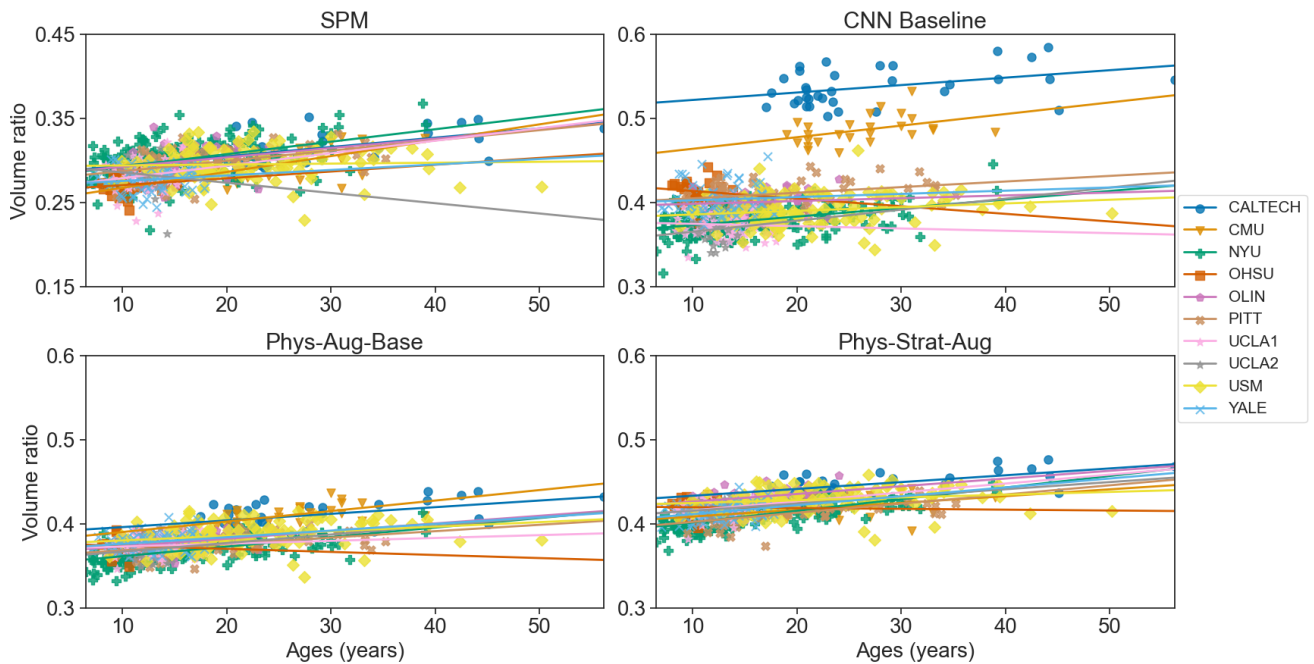 SPM
CNN Baseline
Volume ratio
0.45
0.35
0.25
0.15
10
20
30
40
50
0.6
0.5
0.4
0.3
10
20
30
40
50
Phys-Aug-Base
Phys-Strat-Aug
Volume ratio
0.6
0.5
0.4
0.3
10
20
30
40
50
Ages (years)
0.6
0.5
0.4
0.3
10
20
30
40
50
Ages (years)
CALTECH
CMU
NYU
OHSU
OLIN
PITT
UCLA1
UCLA2
USM
YALE